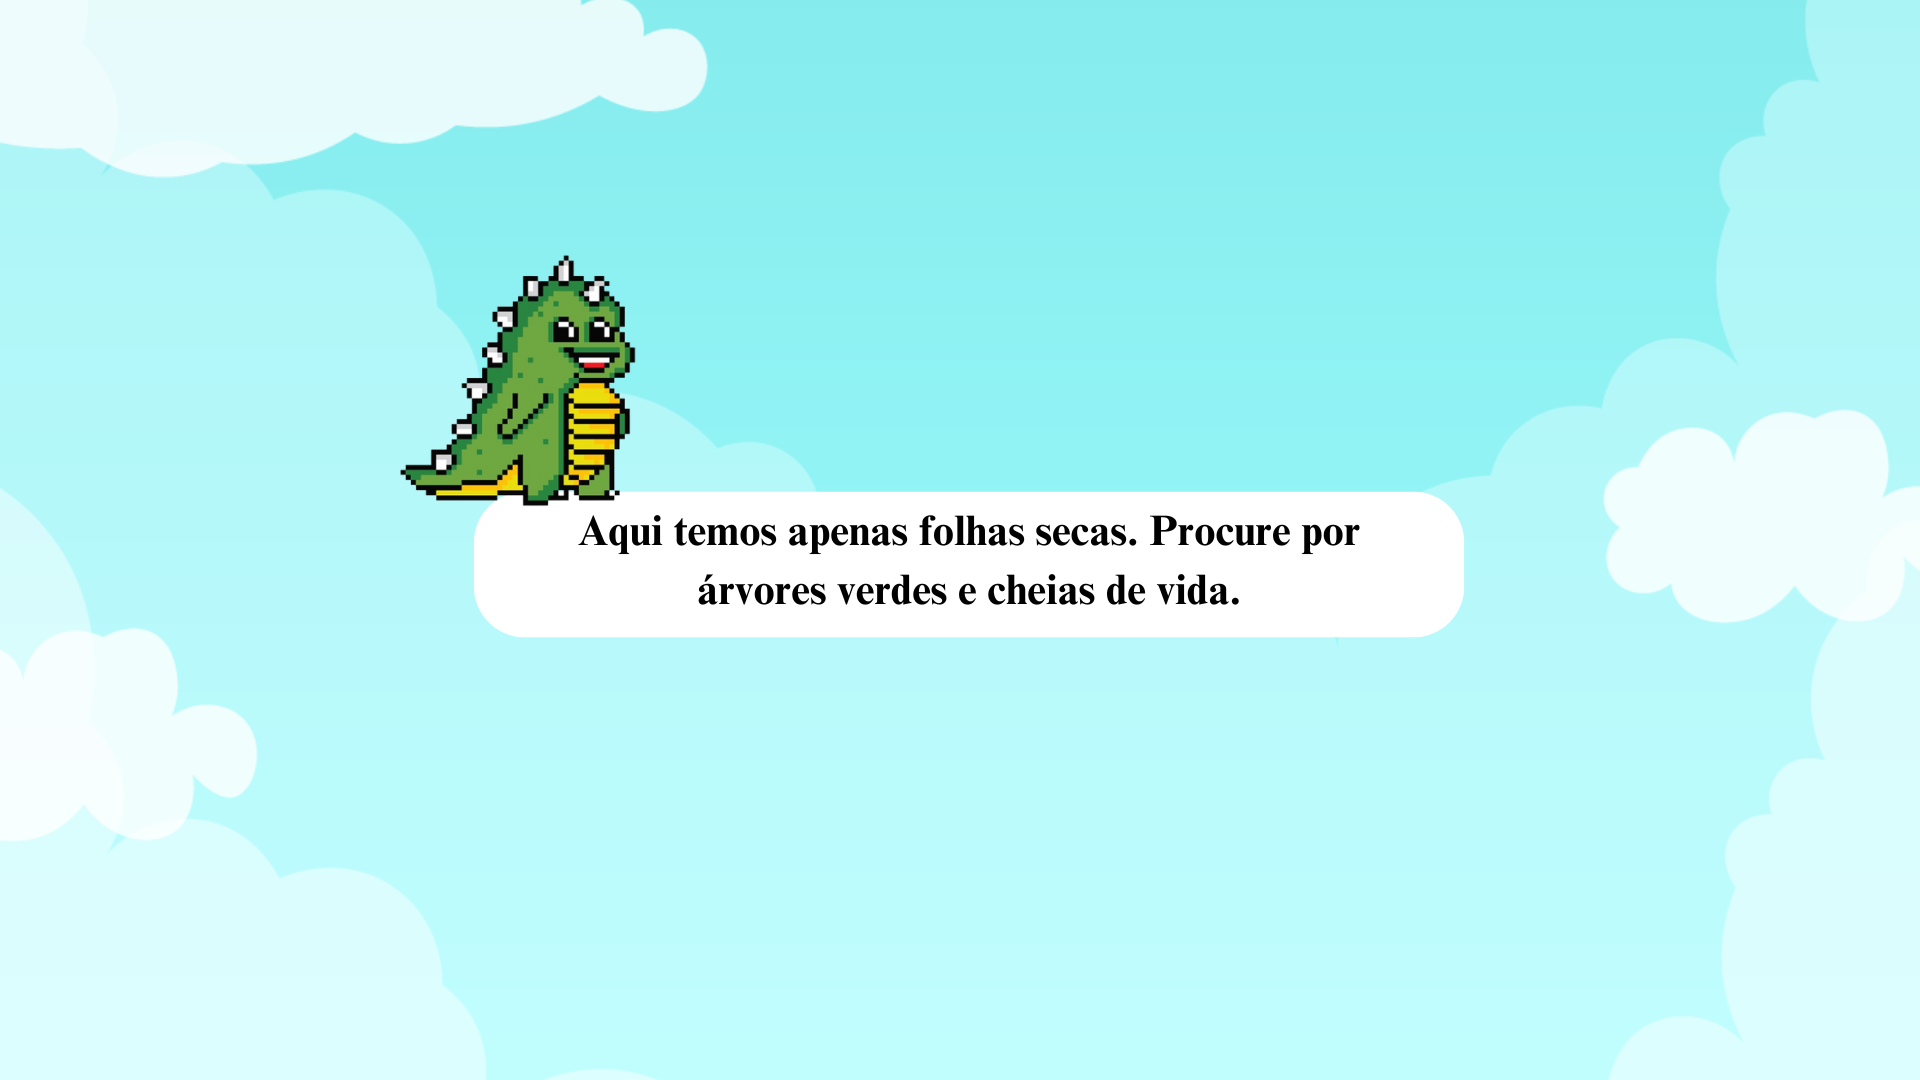 Aqui temos apenas folhas secas. Procure por
árvores verdes e cheias de vida.